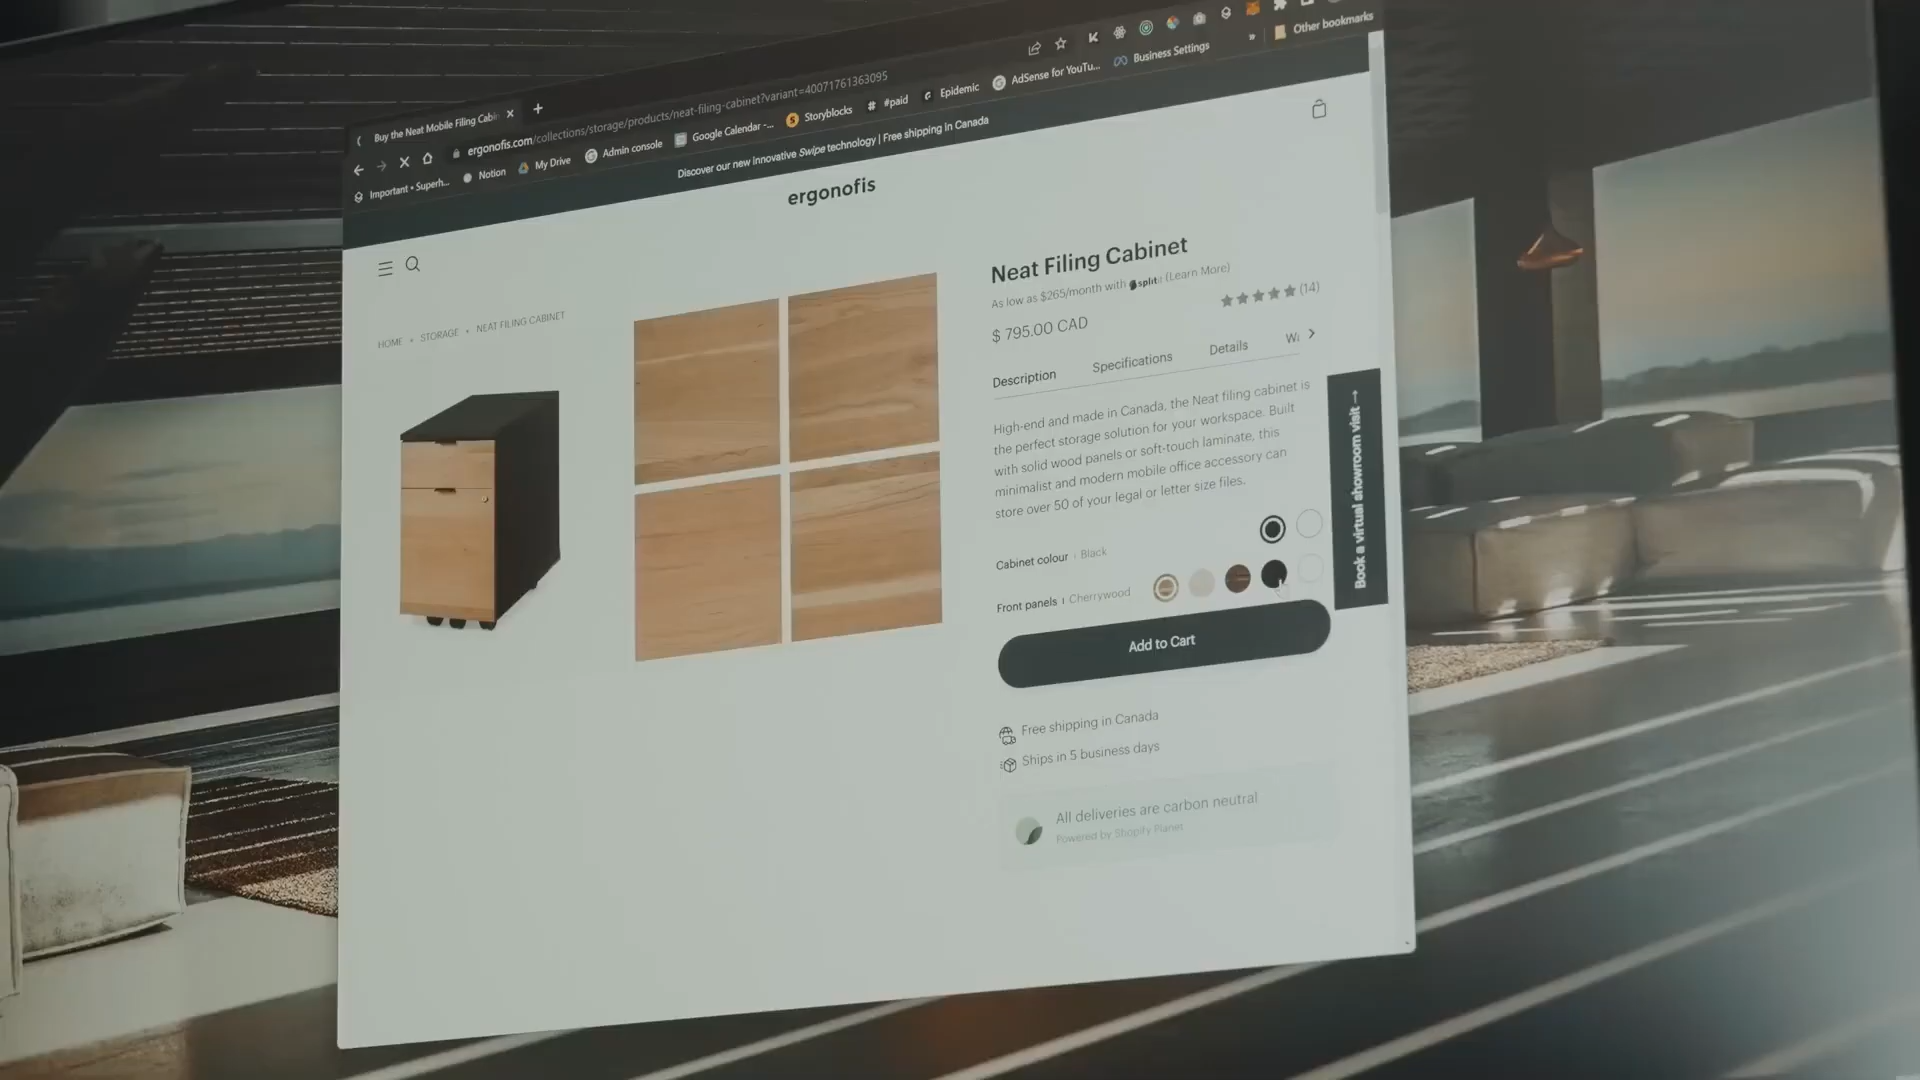 Buy the Neat Mobile Filing Cabin
ergonofis.com/collections/storage/products/neat-filing-cabinet?variant=40071761363095
Important • Superh...
Notion
My Drive
Admin console
Google Calendar -...
Storyblocks
#paid
Epidemic
AdSense for YouTu...
Business Settings
»
Other bookmarks
Discover our new innovative Swipe technology | Free shipping in Canada
ergonofis
HOME • STORAGE • NEAT FILING CABINET
Neat Filing Cabinet
As low as $265/month with splitit (Learn More)
(14)
$ 795.00 CAD
Description
Specifications
Details
High-end and made in Canada, the Neat filing cabinet is
the perfect storage solution for your workspace. Built
with solid wood panels or soft-touch laminate, this
minimalist and modern mobile office accessory can
store over 50 of your legal or letter size files.
Cabinet colour | Black
Front panels | Cherrywood
Add to Cart
Book a virtual showroom visit →
Free shipping in Canada
Ships in 5 business days
All deliveries are carbon neutral
Powered by Shopify Planet